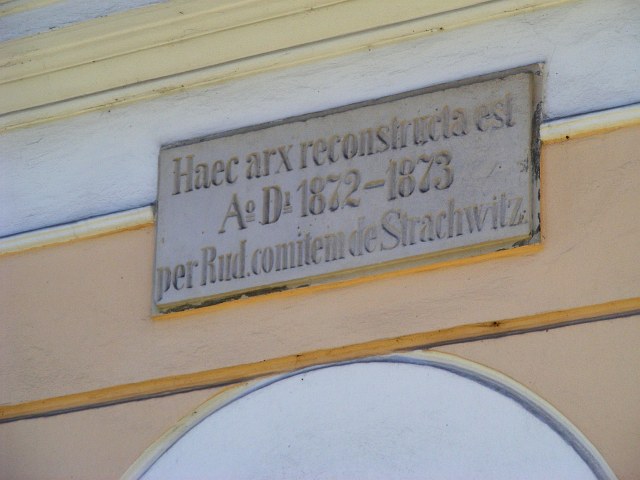 Haec arx reconstructa est
Aº Dⁱ 1872-1873
per Rud. comitem de Strachwitz